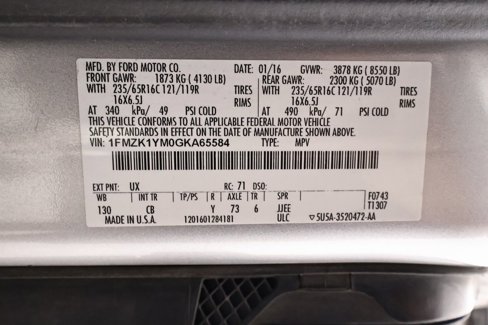 MFD. BY FORD MOTOR CO. DATE: 01/16 GVWR: 3878 KG ( 8550 LB)
FRONT GAWR: 1873 KG ( 4130 LB) REAR GAWR: 2300 KG ( 5070 LB)
WITH 235/65R16C 121/119R TIRES WITH 235/65R16C 121/119R TIRES
16X6.5J RIMS 16X6.5J RIMS
AT 340 kPa/ 49 PSI COLD AT 490 kPa/ 71 PSI COLD
THIS VEHICLE CONFORMS TO ALL APPLICABLE FEDERAL MOTOR VEHICLE
SAFETY STANDARDS IN EFFECT ON THE DATE OF MANUFACTURE SHOWN ABOVE.
VIN: 1FMZK1YM0GKA65584 TYPE: MPV
EXT PNT: UX RC: 71 DSO:
WB INT TR TP/PS R AXLE TR SPR F0743
130 CB Y 73 6 JJEE T1307
MADE IN U.S.A. 1201601284181 ULC ▽5U5A-3520472-AA